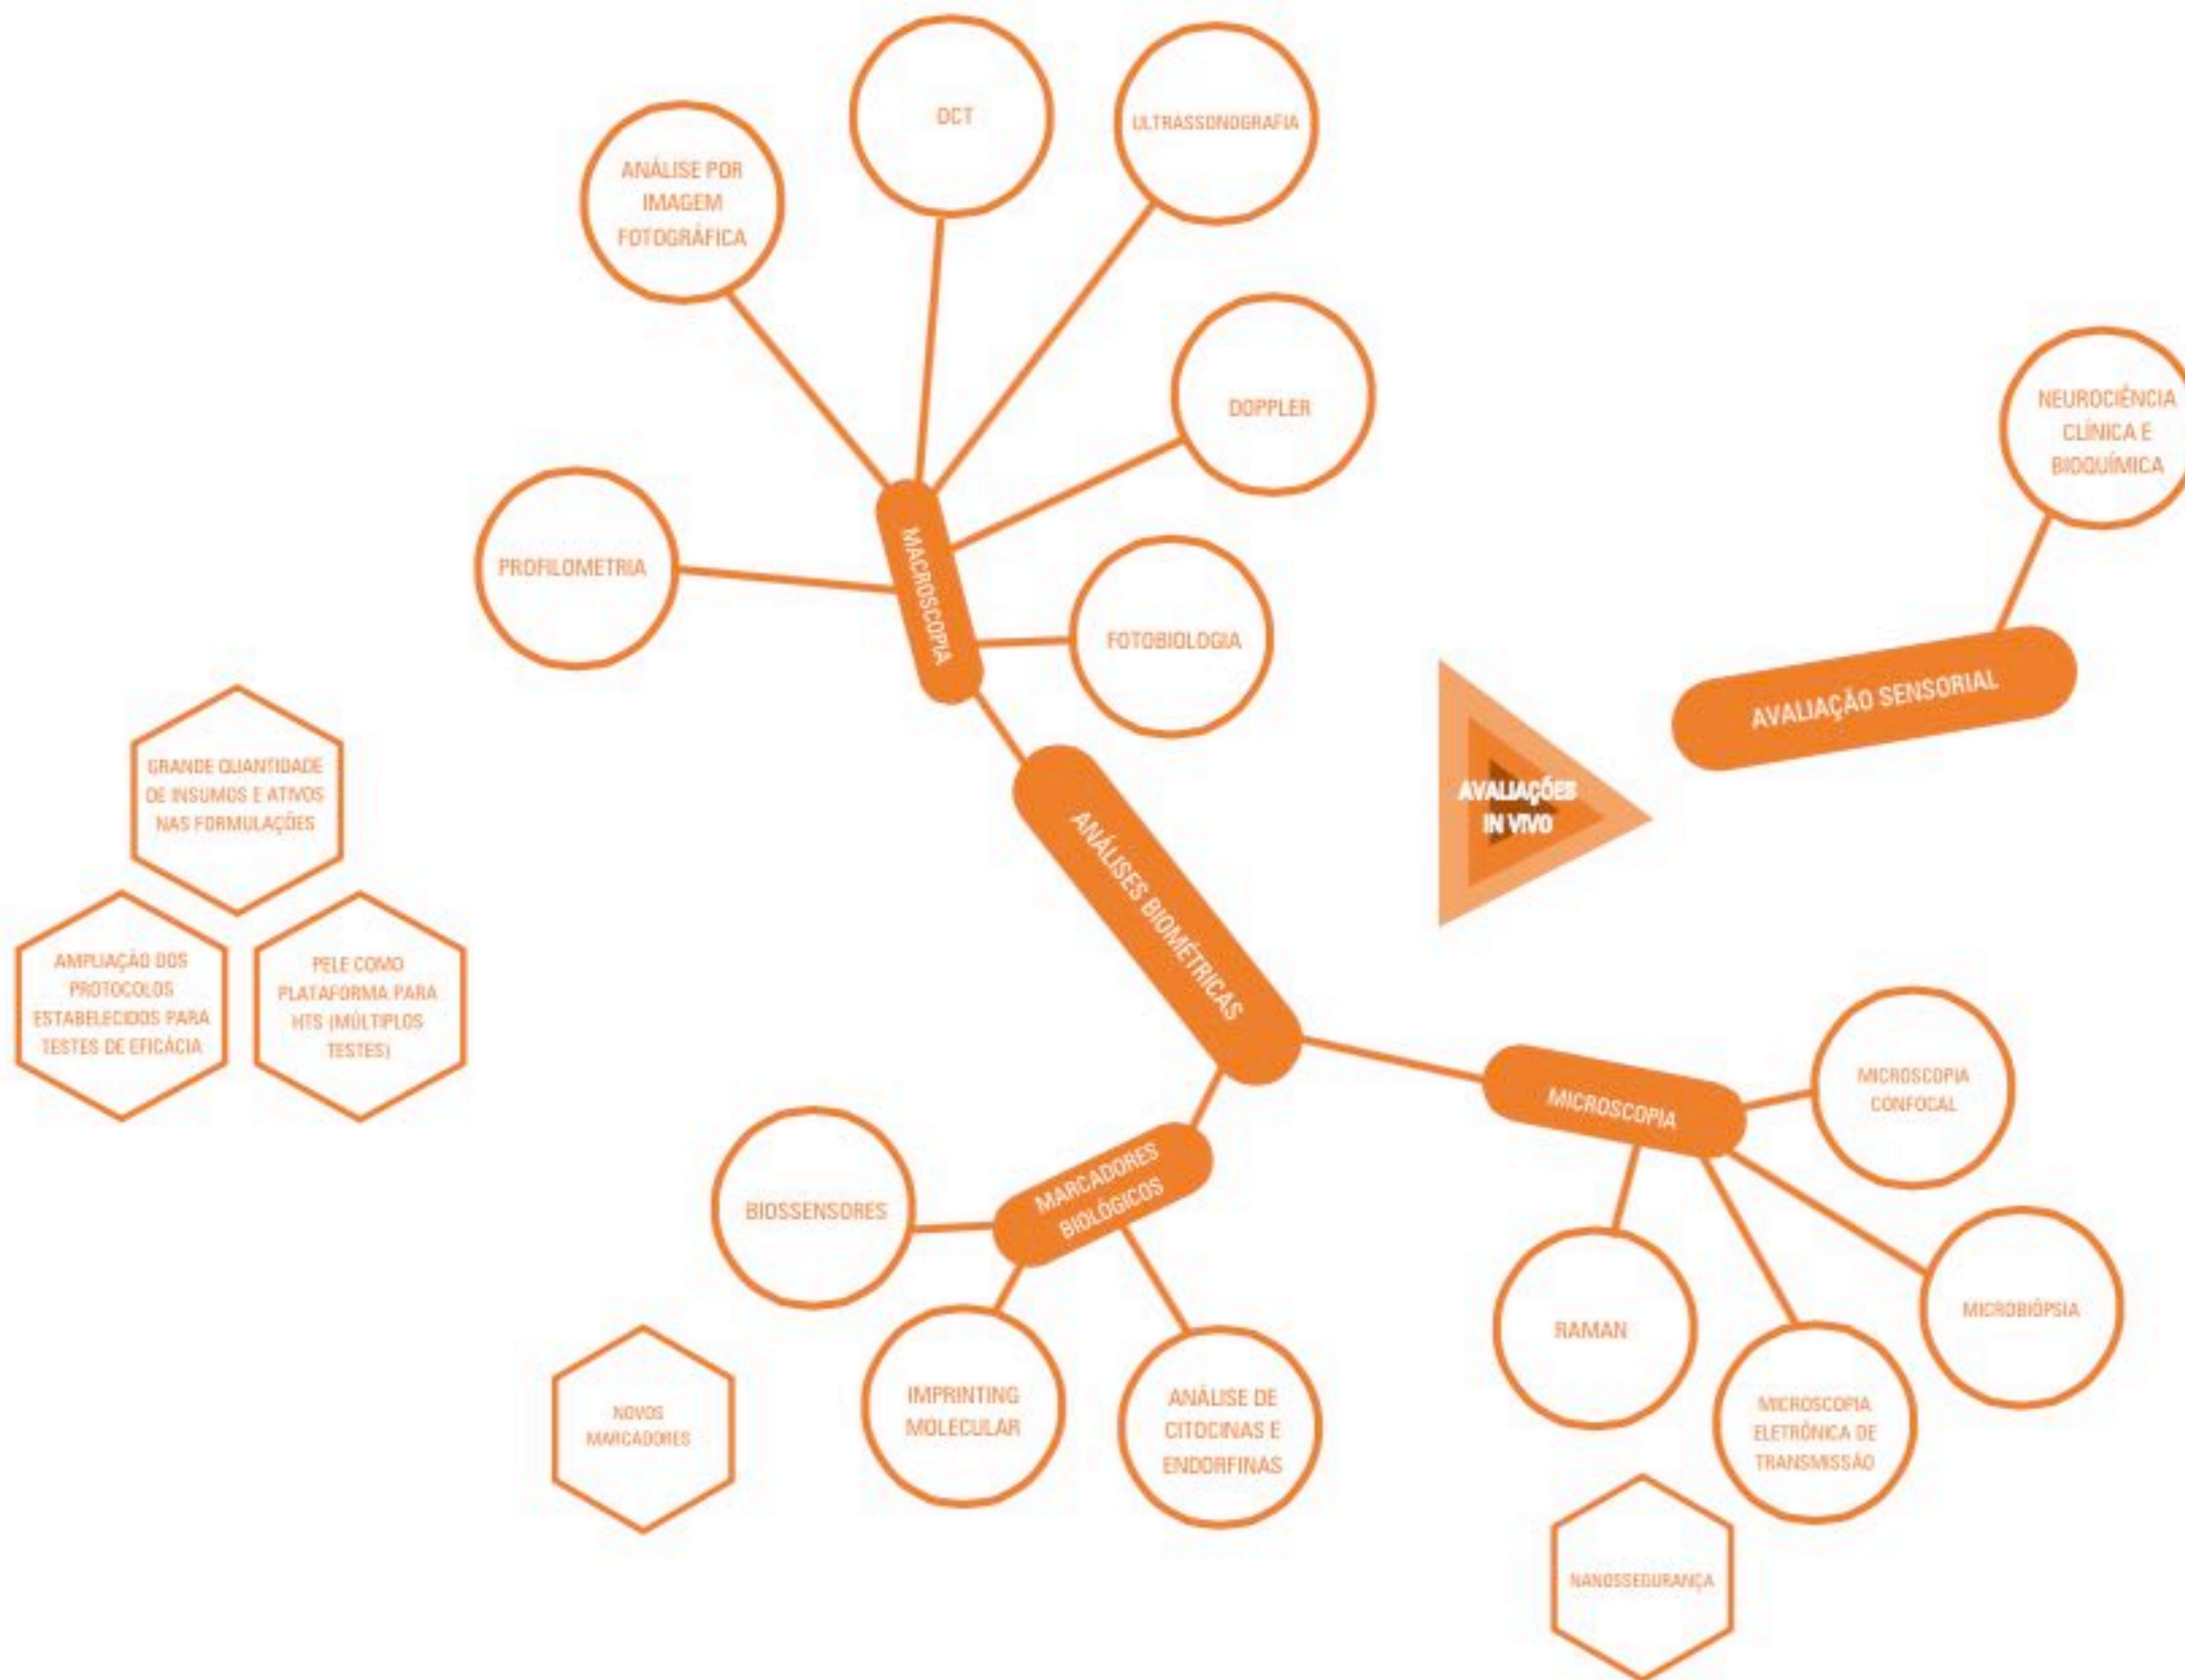 OCT
ULTRASSONOGRAFIA
ANÁLISE POR
IMAGEM
FOTOGRÁFICA
DOPPLER
NEUROCIÊNCIA
CLÍNICA E
BIOQUÍMICA
PROFILOMETRIA
MACROSCOPIA
FOTOBIOLOGIA
AVALIAÇÃO SENSORIAL
AVALIAÇÕES
IN VIVO
GRANDE QUANTIDADE
DE INSUMOS E ATIVOS
NAS FORMULAÇÕES
ANÁLISES BIOMÉTRICAS
AMPLIAÇÃO DOS
PROTOCOLOS
ESTABELECIDOS PARA
TESTES DE EFICÁCIA
PELE COMO
PLATAFORMA PARA
HTS (MÚLTIPLOS
TESTES)
MICROSCOPIA
MICROSCOPIA
CONFOCAL
MARCADORES
BIOLÓGICOS
BIOSSENSORES
MICROBIÓPSIA
RAMAN
IMPRINTING
MOLECULAR
ANÁLISE DE
CITOCINAS E
ENDORFINAS
MICROSCOPIA
ELETRÔNICA DE
TRANSMISSÃO
NOVOS
MARCADORES
NANOSSEGURANÇA